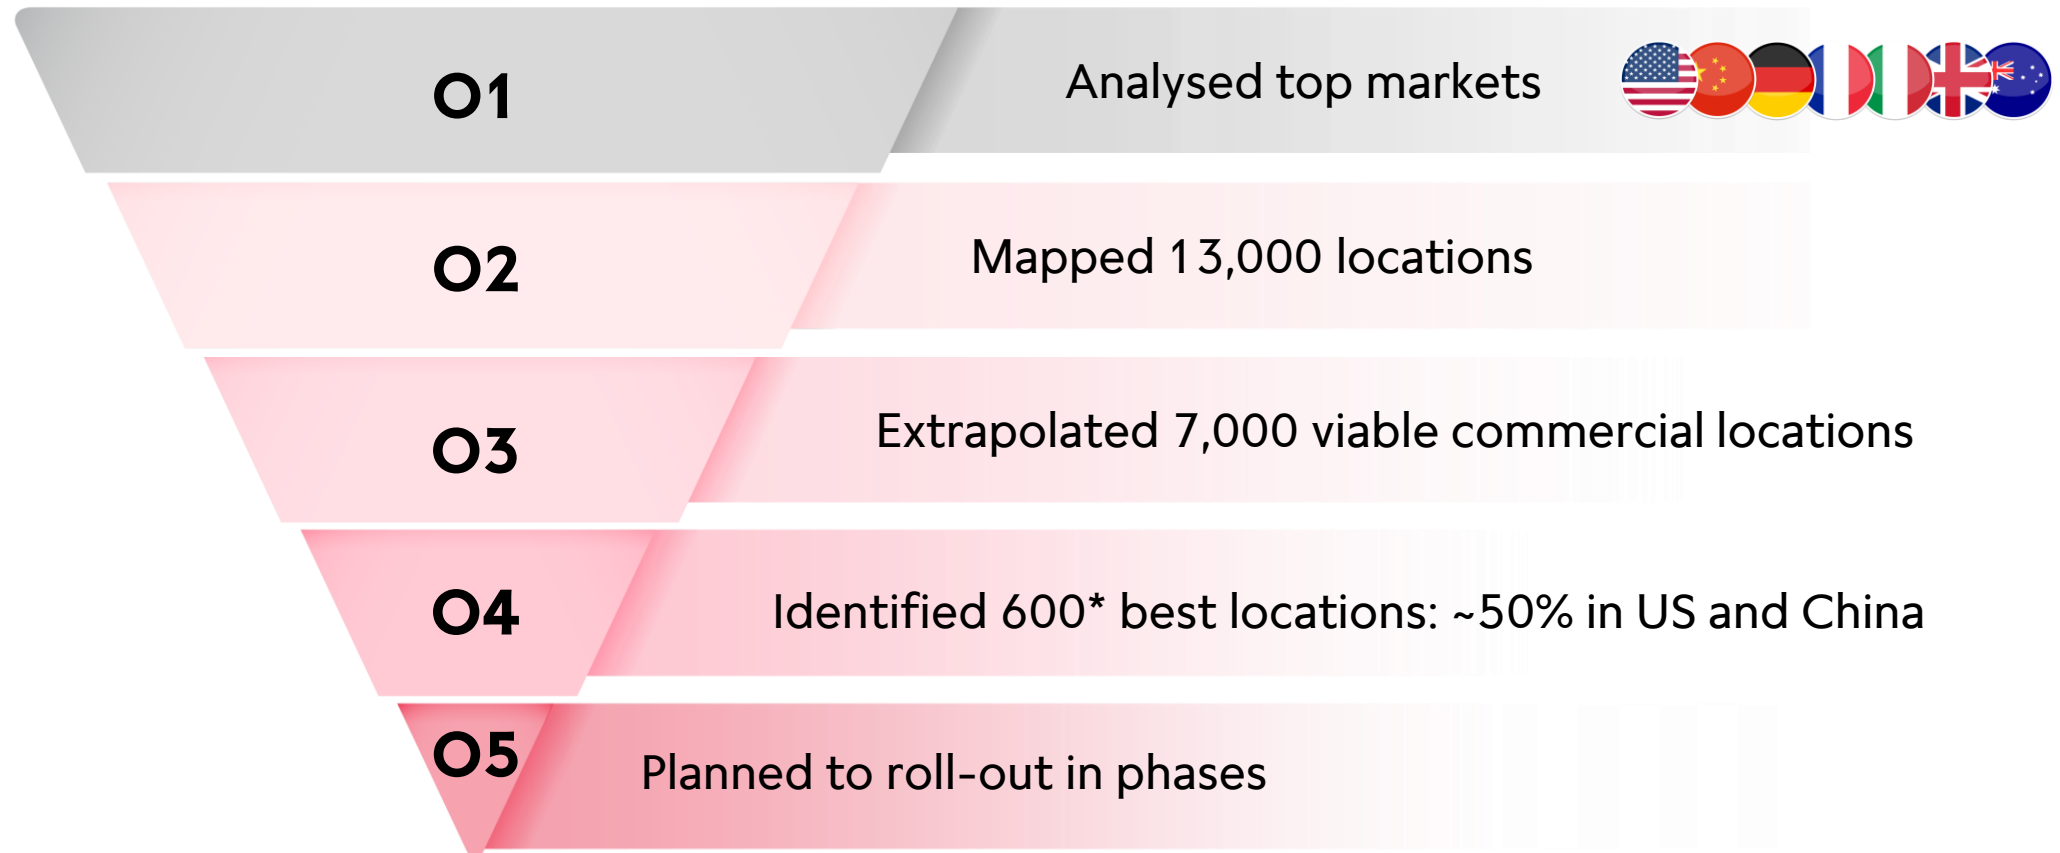 01
Analysed top markets
02
Mapped 13,000 locations
03
Extrapolated 7,000 viable commercial locations
04
Identified 600* best locations: ~50% in US and China
05
Planned to roll-out in phases